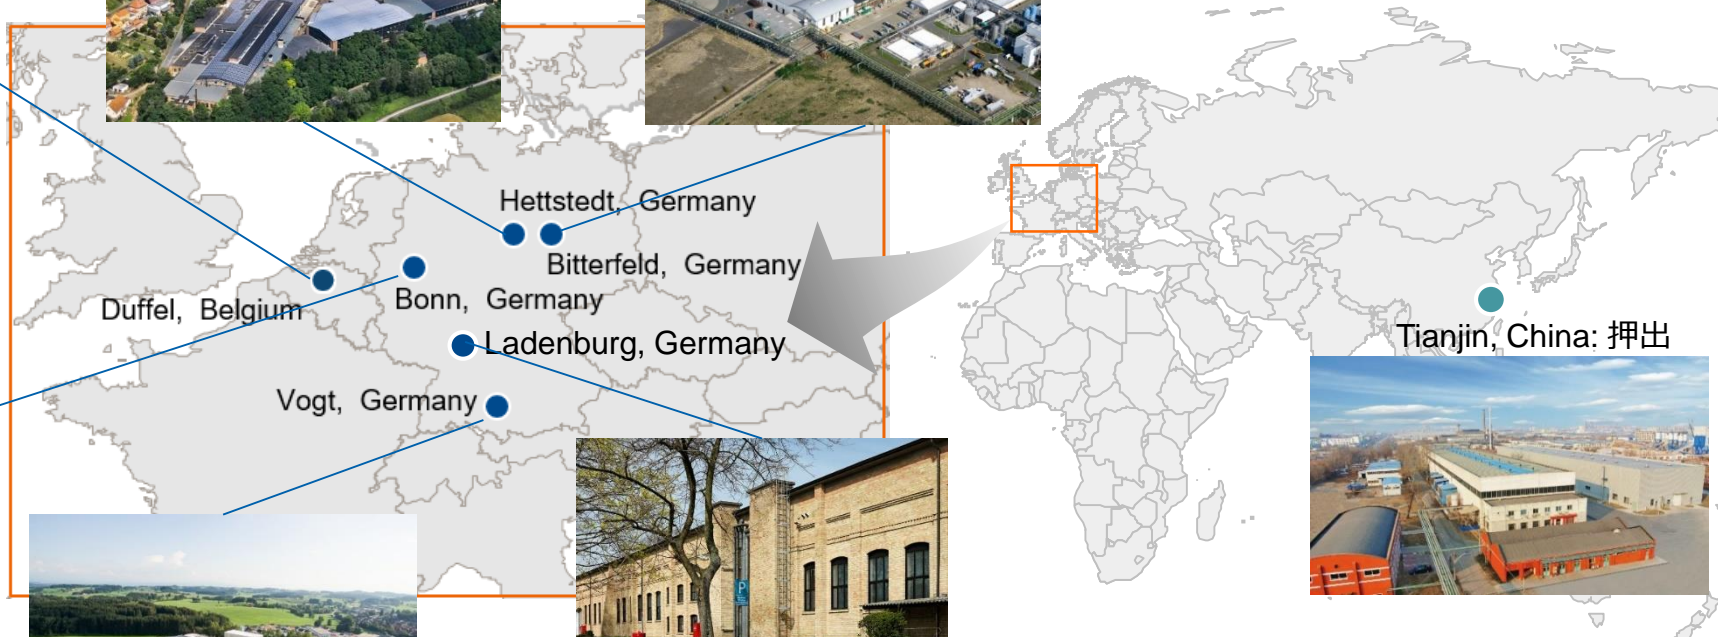 Hettstedt, Germany
Bitterfeld, Germany
Duffel, Belgium
Bonn, Germany
Ladenburg, Germany
Vogt, Germany
Tianjin, China: 押出
P